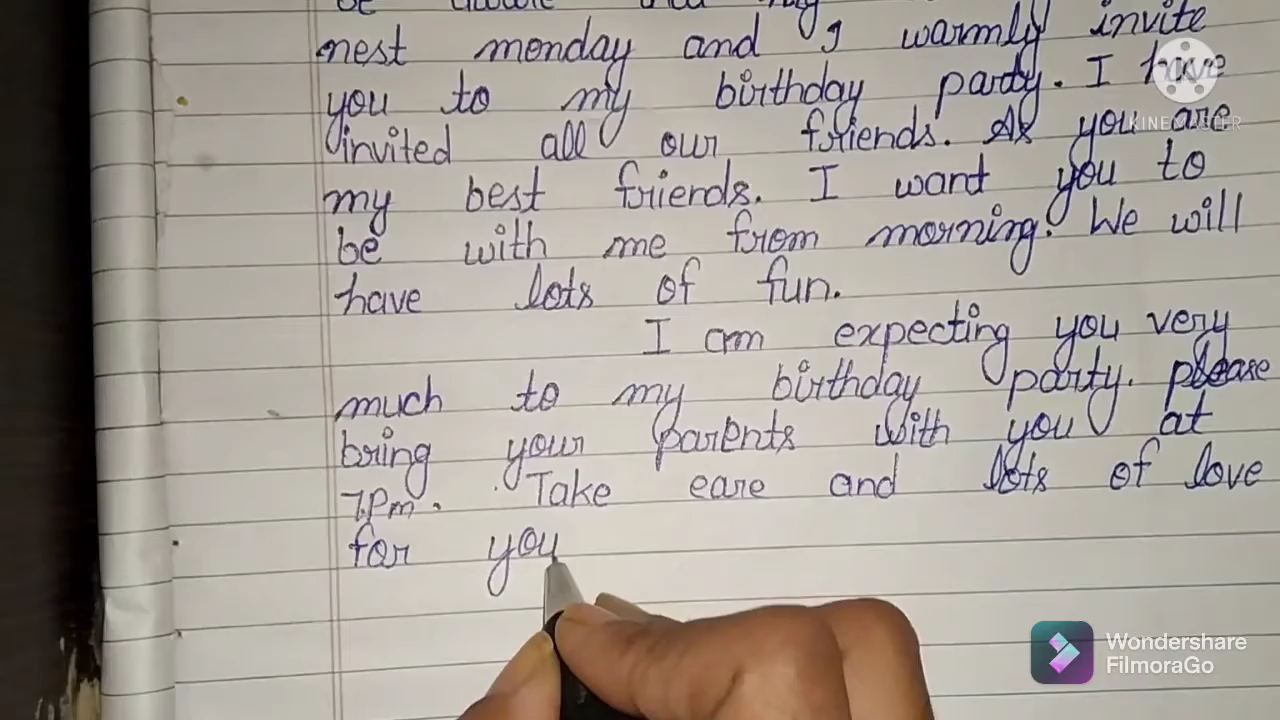 be
nest monday and I warmly invite
you to my birthday party. I have
invited all our friends. As you are
my best friends. I want you to
be with me from morning. We will
have lots of fun.
I am expecting you very
much to my birthday party. please
bring your parents with you at
7Pm. Take care and lots of love
for you
KINEMASTER
Wondershare
FilmoraGo